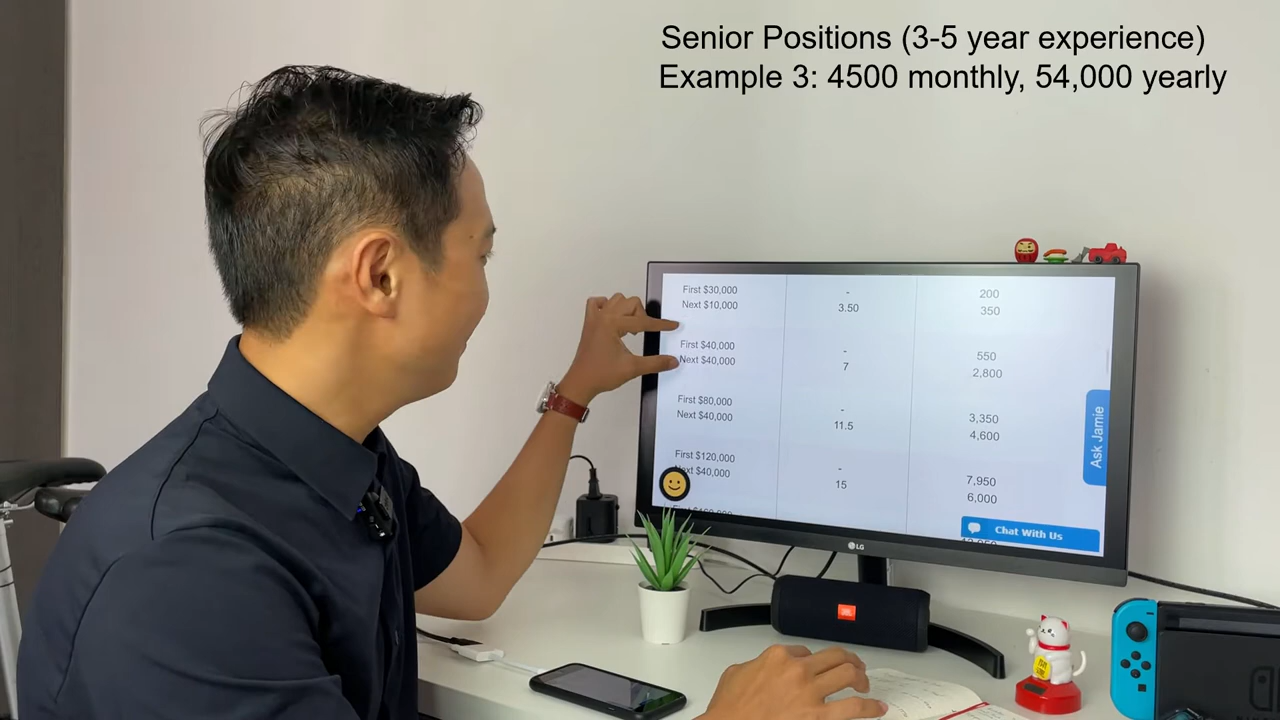 Senior Positions (3-5 year experience)
Example 3: 4500 monthly, 54,000 yearly
First $30,000 - 200
Next $10,000 3.50 350
First $40,000 - 550
Next $40,000 7 2,800
First $80,000 - 3,350
Next $40,000 11.5 4,600
First $120,000 - 7,950
Next $40,000 15 6,000
Ask Jamie
Chat With Us
LG
JBL